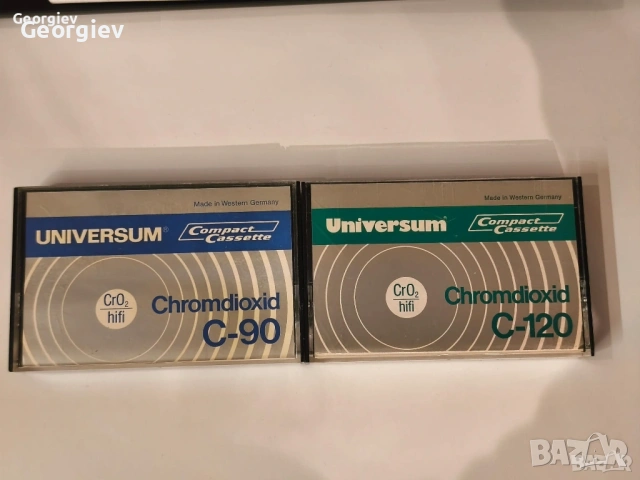 Georgiev
Georgiev
Made in Western Germany
UNIVERSUM®
Compact
Cassette
CrO2
hifi
Chromdioxid
C-90
Made in Western Germany
Universum®
Compact
Cassette
CrO2
hifi
Chromdioxid
C-120
BAZAR